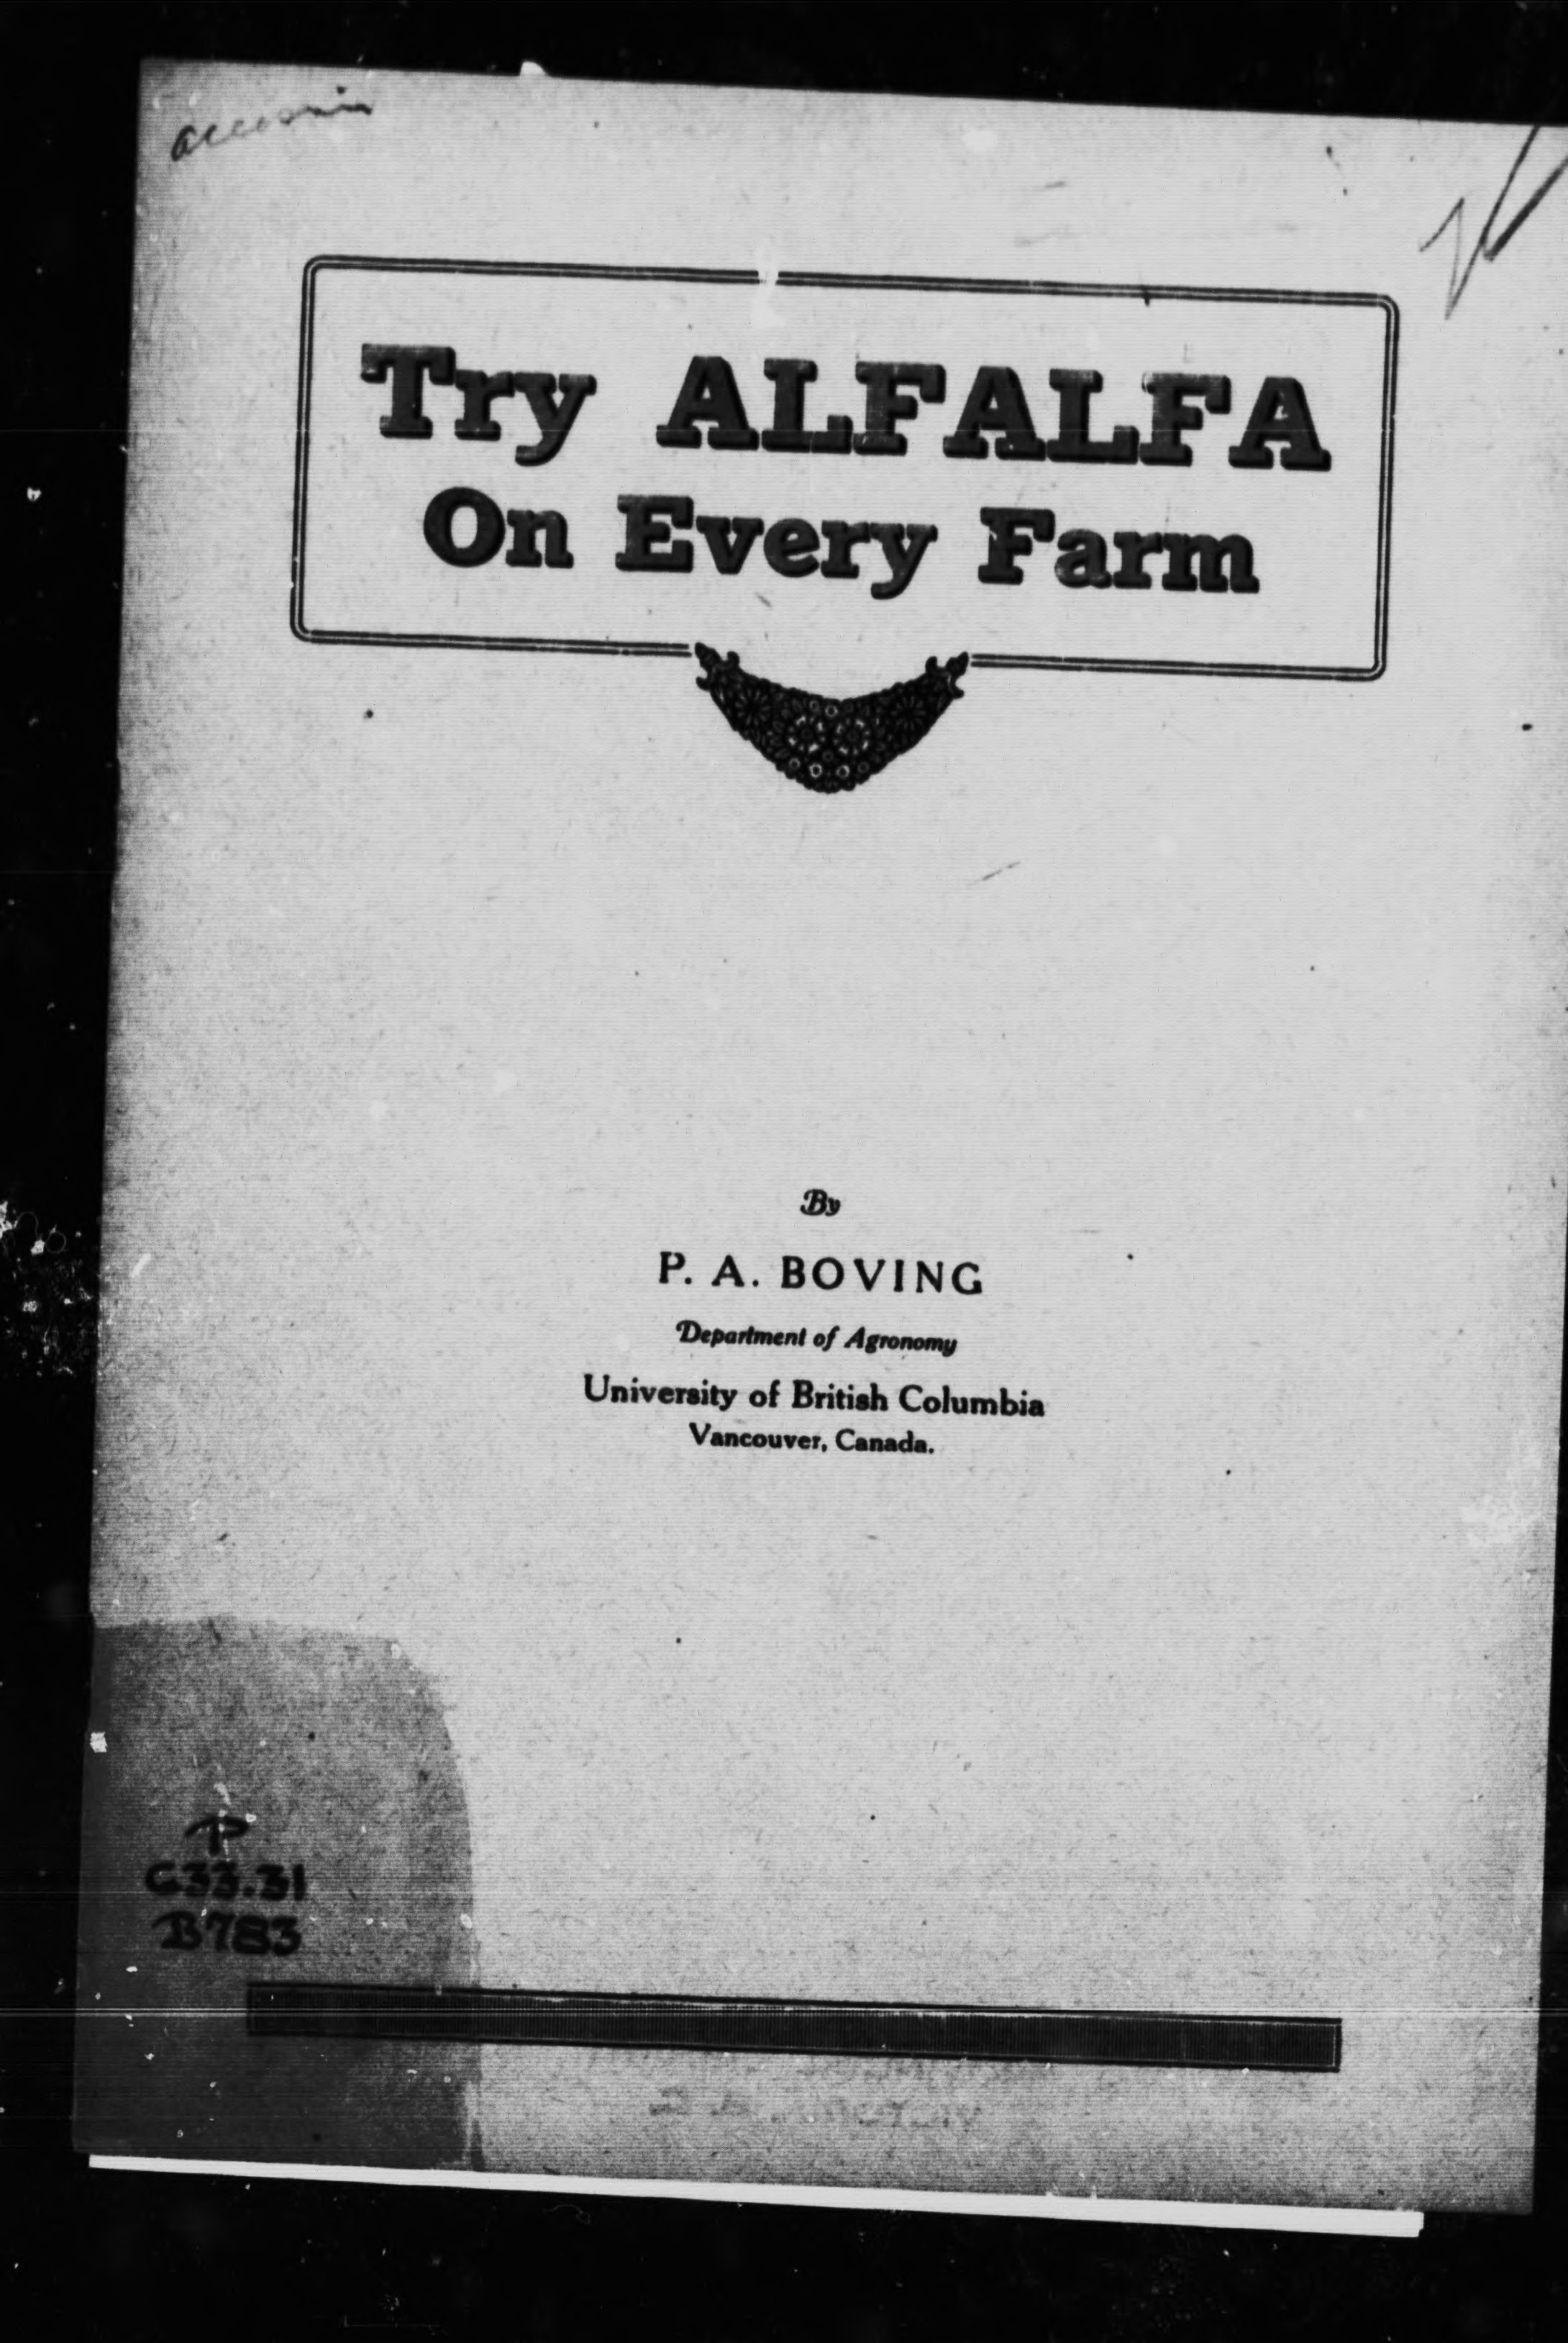 Try ALFALFA
On Every Farm
By
P. A. BOVING
Department of Agronomy
University of British Columbia
Vancouver, Canada.
P
633.31
B783